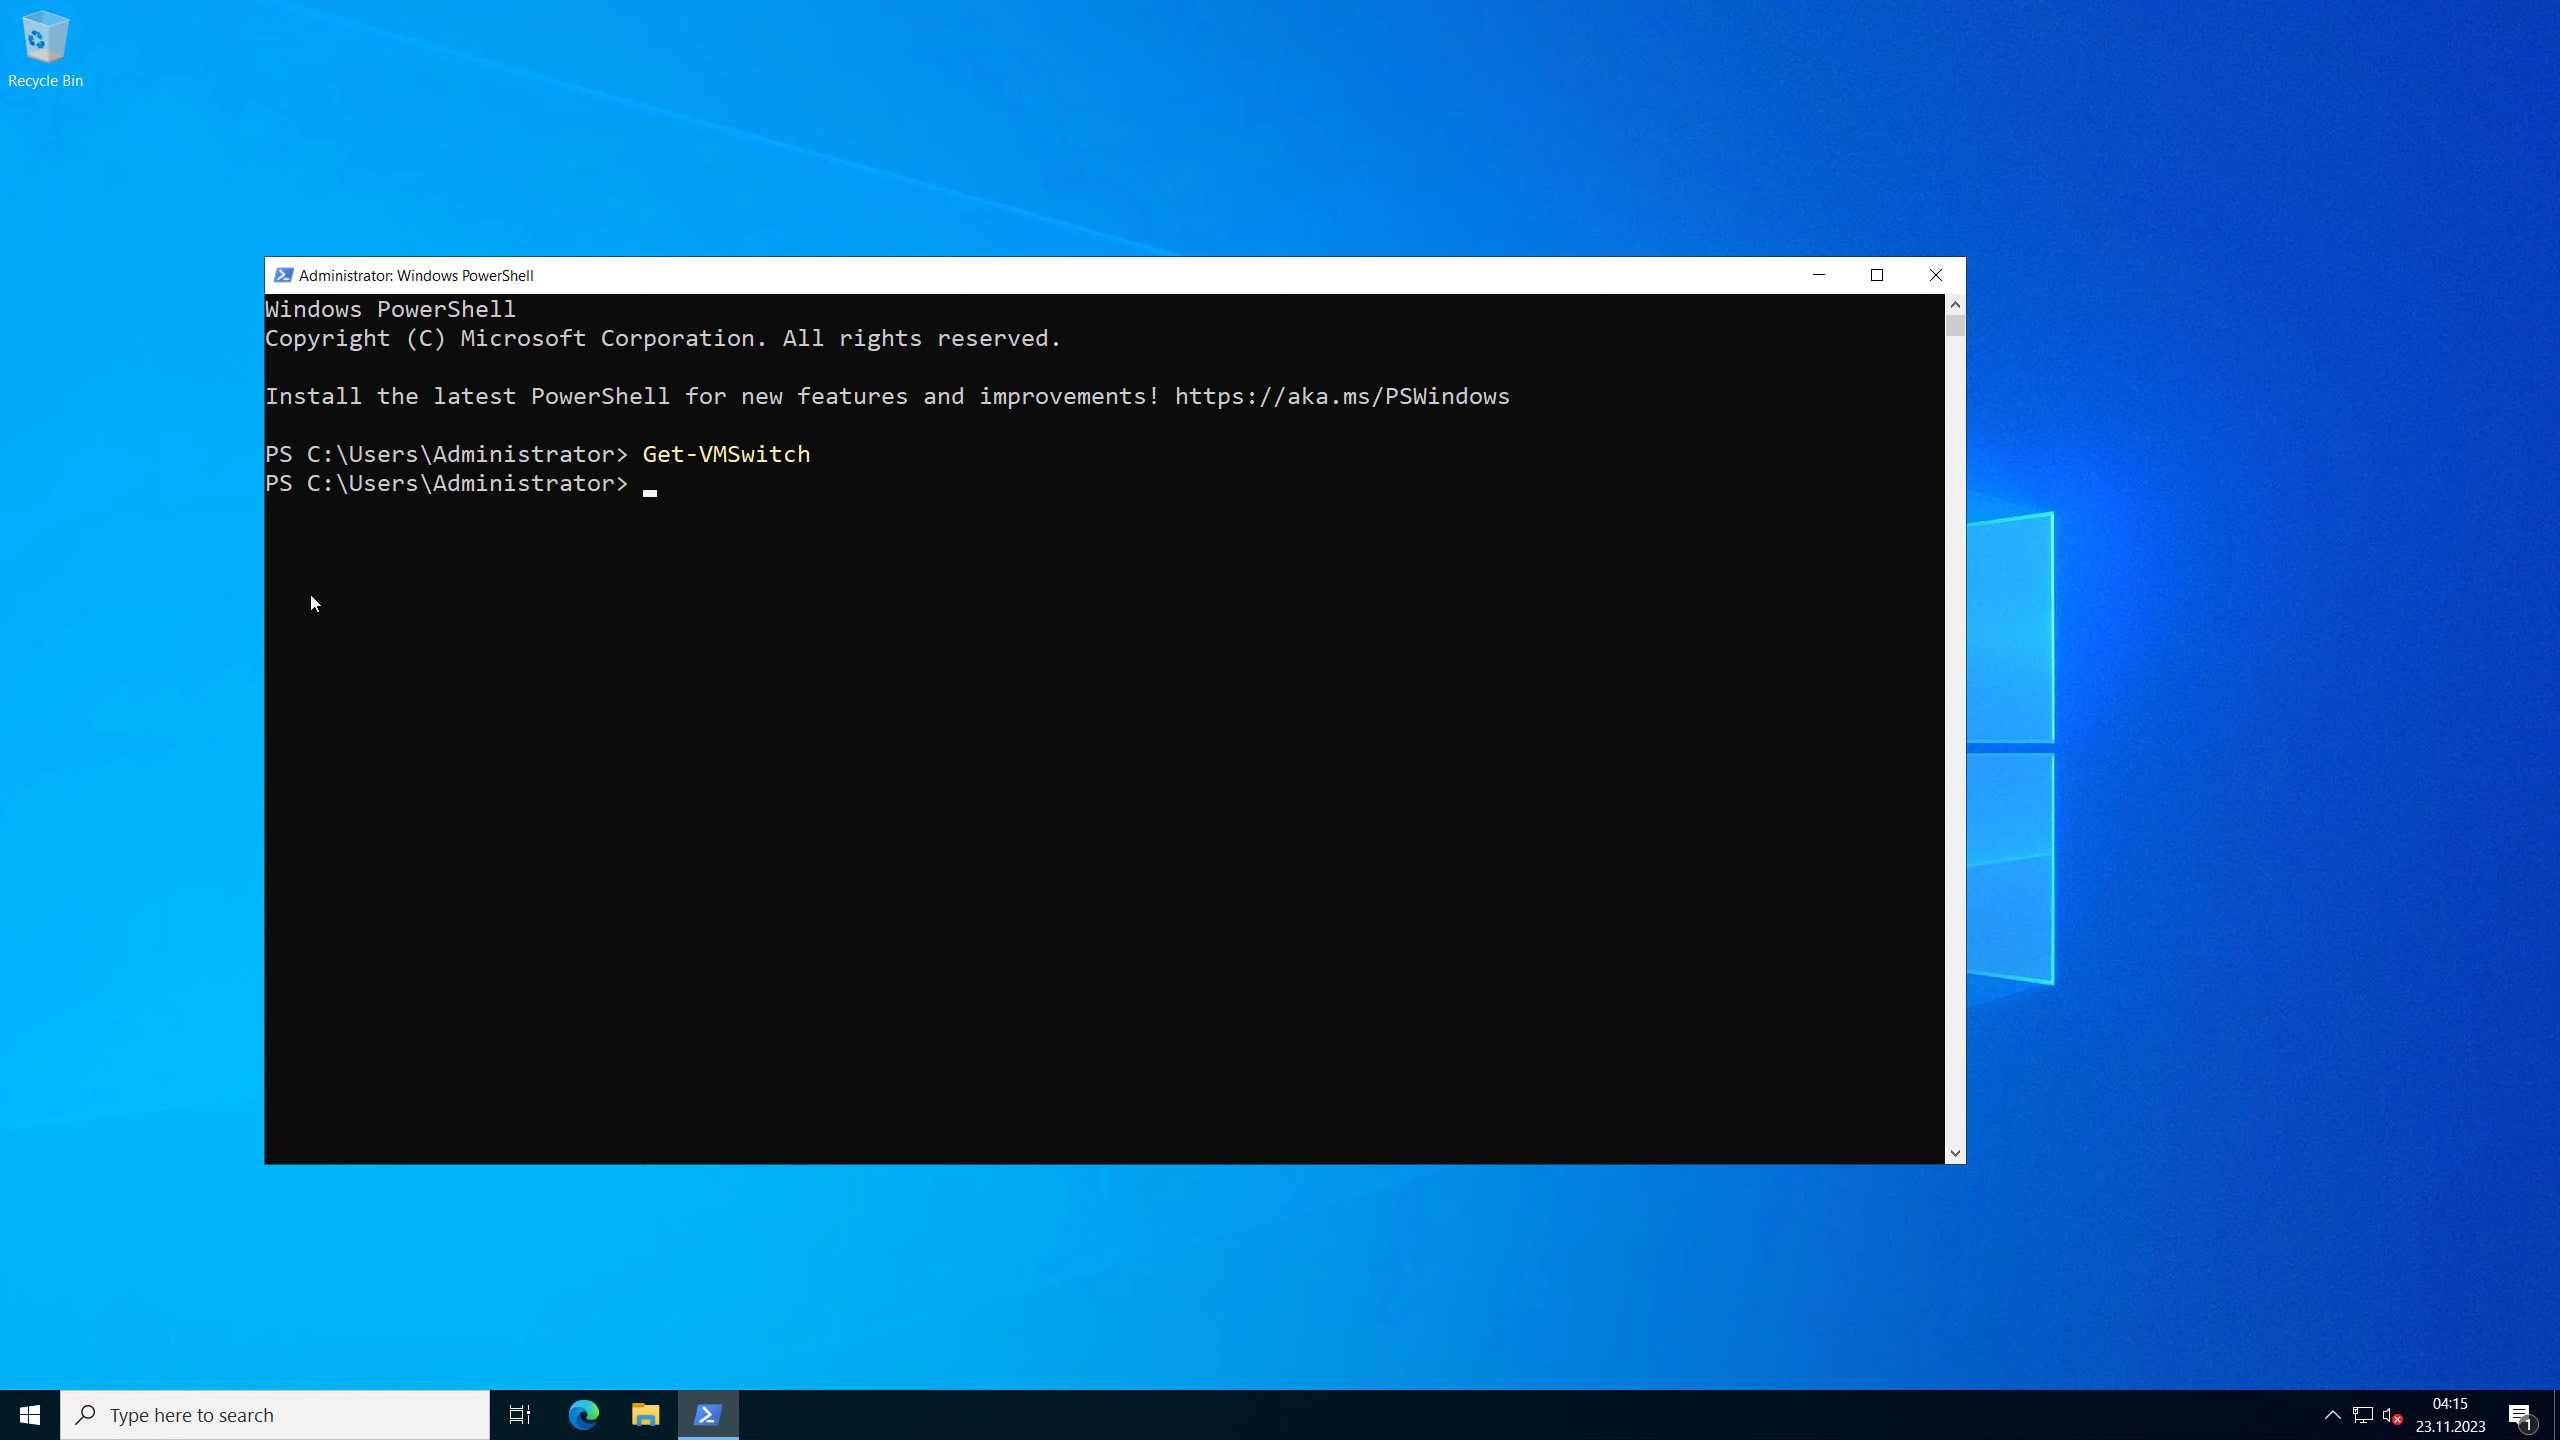 Recycle Bin
Administrator: Windows PowerShell
Windows PowerShell
Copyright (C) Microsoft Corporation. All rights reserved.
Install the latest PowerShell for new features and improvements! https://aka.ms/PSWindows
PS C:\Users\Administrator> Get-VMSwitch
PS C:\Users\Administrator>
Type here to search
04:15
23.11.2023
1